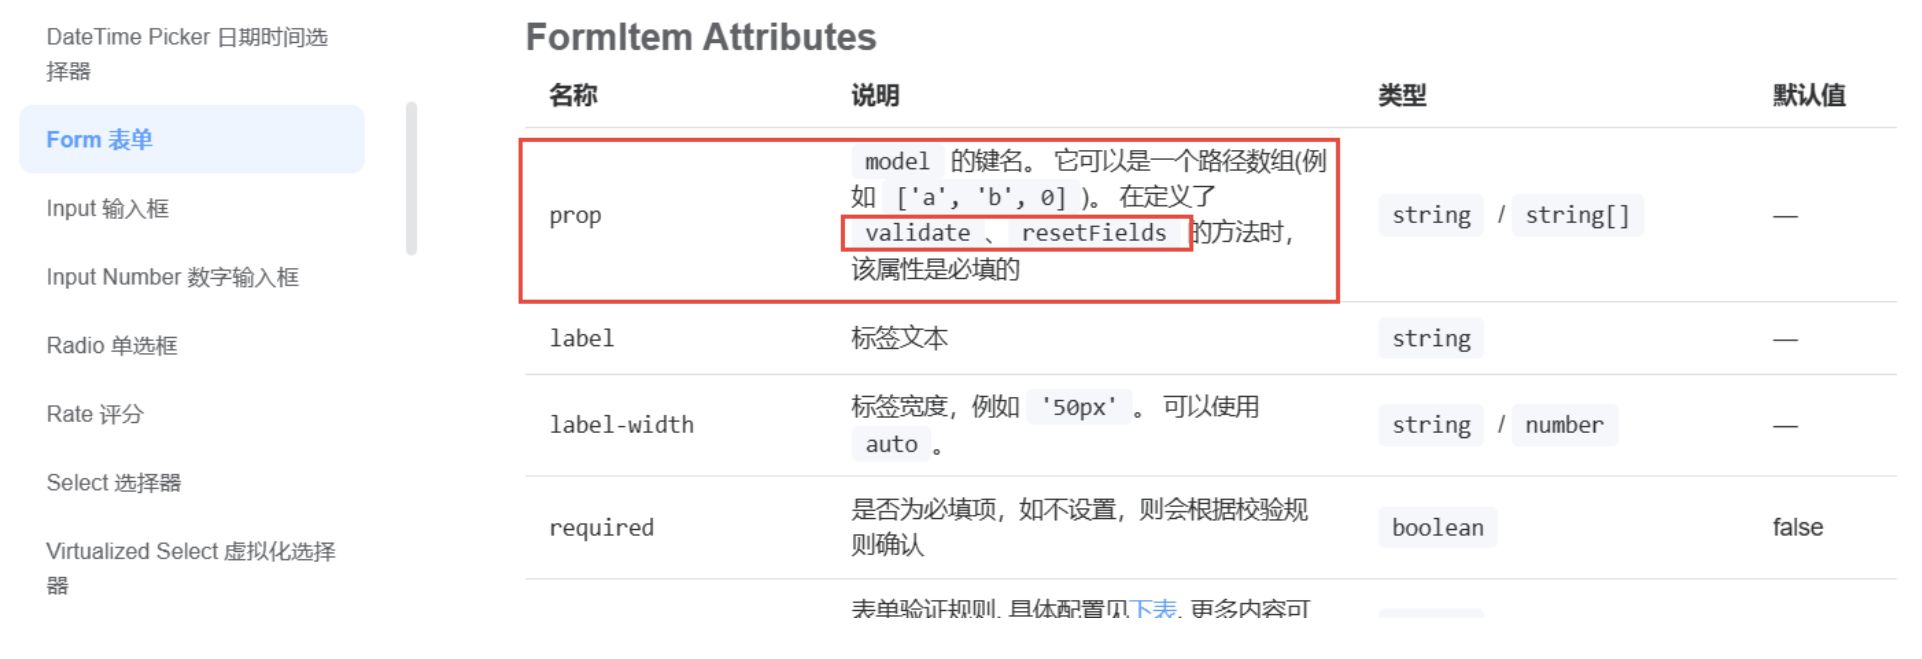 DateTime Picker 日期时间选
择器
Form 表单
Input 输入框
Input Number 数字输入框
Radio 单选框
Rate 评分
Select 选择器
Virtualized Select 虚拟化选择
器
FormItem Attributes
名称 说明 类型 默认值
prop
model 的键名。 它可以是一个路径数组(例
如 ['a', 'b', 0] )。 在定义了
validate 、 resetFields 的方法时，
该属性是必填的
string / string[] —
label 标签文本 string —
label-width
标签宽度，例如 '50px' 。 可以使用
auto 。
string / number —
required
是否为必填项，如不设置，则会根据校验规
则确认
boolean false
表单验证规则, 具体配置见下表, 更多内容可